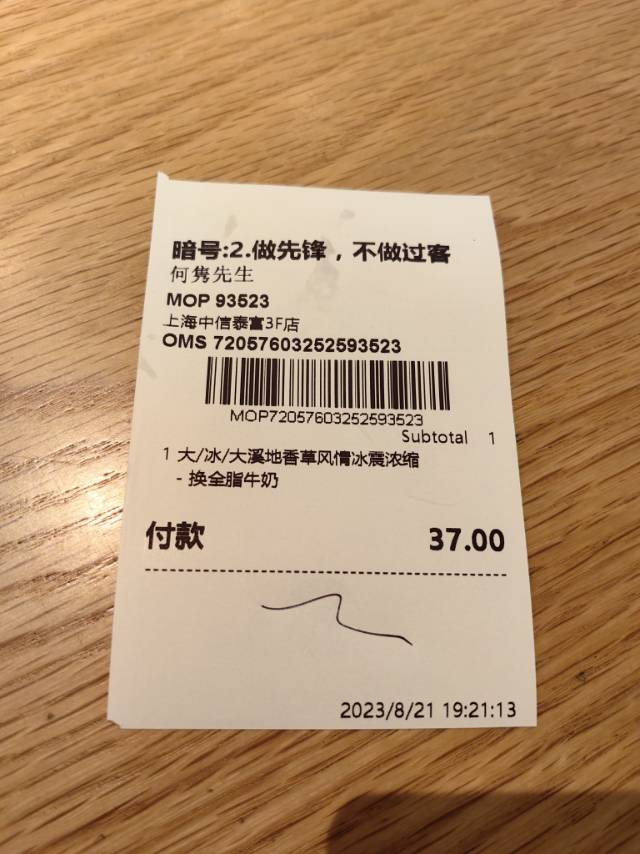 暗号:2.做先锋，不做过客
何隽先生
MOP 93523
上海中信泰富3F店
OMS 72057603252593523
MOP72057603252593523
Subtotal 1
1 大/冰/大溪地香草风情冰震浓缩
- 换全脂牛奶
付款 37.00
2023/8/21 19:21:13